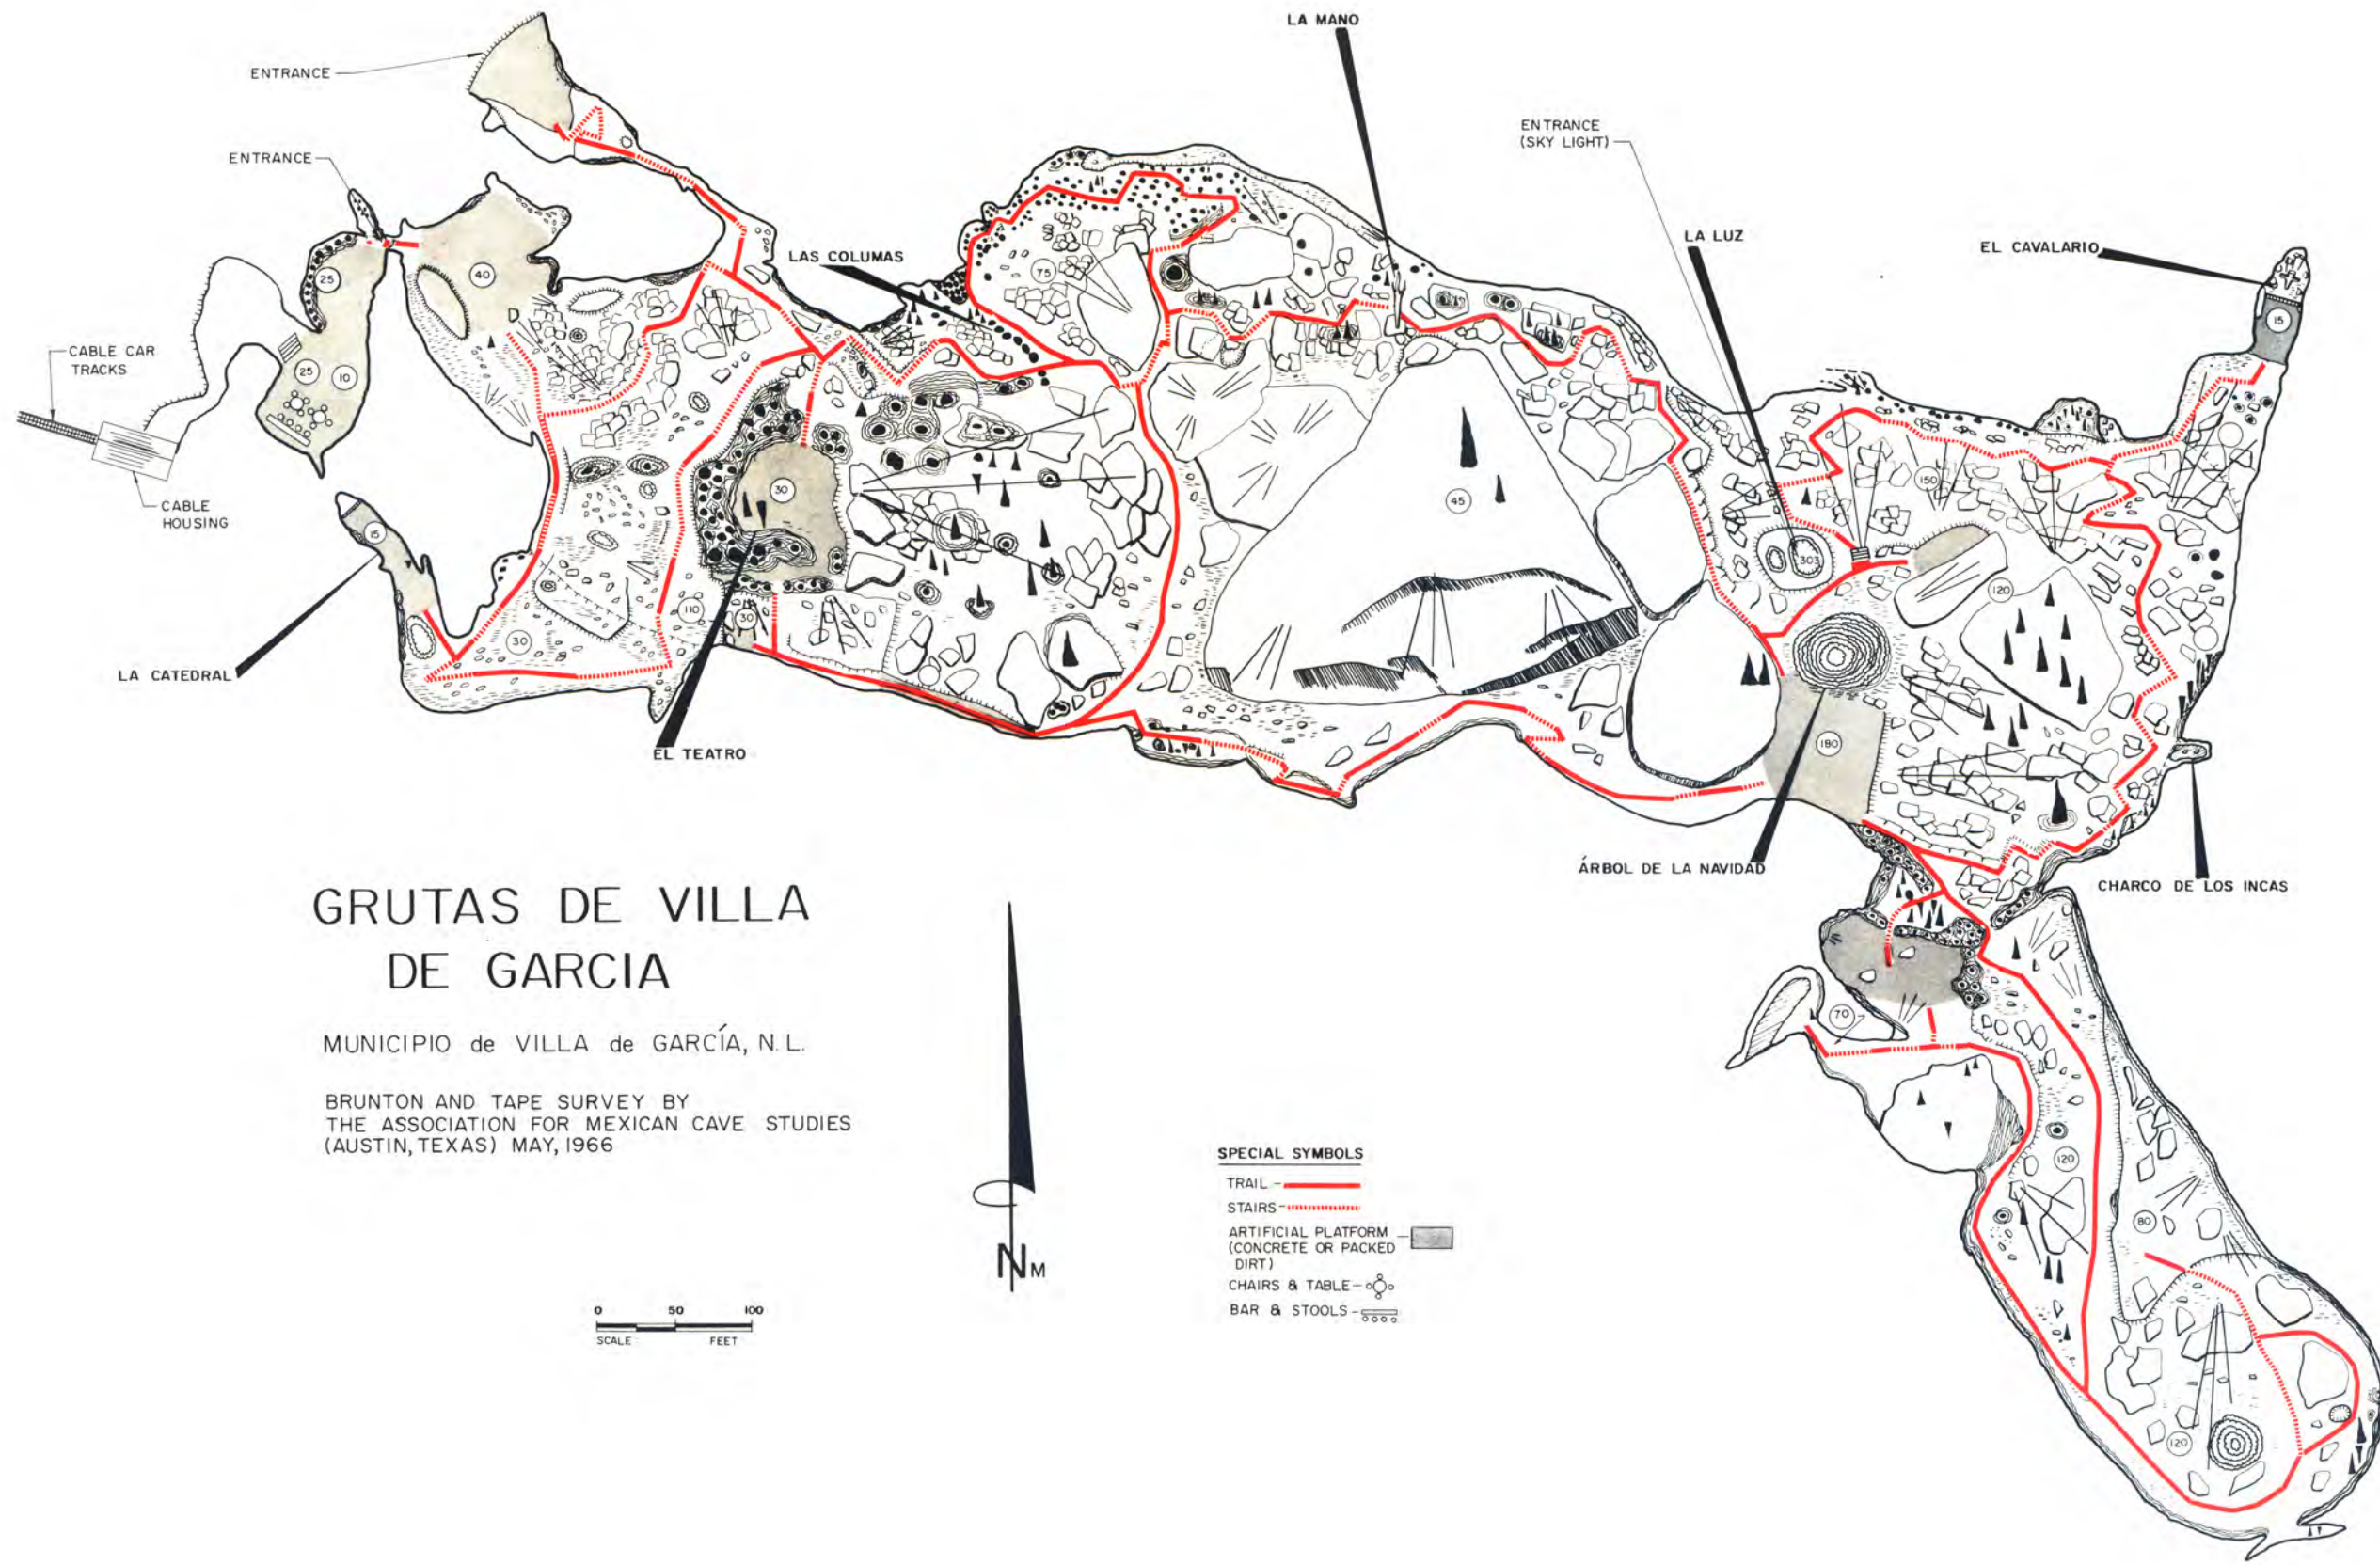 LA MANO
ENTRANCE
ENTRANCE
(SKY LIGHT)
ENTRANCE
LA LUZ
EL CAVALARIO
LAS COLUMAS
25
40
75
15
CABLE CAR
TRACKS
25
10
150
30
45
CABLE
HOUSING
15
303
120
110
30
30
LA CATEDRAL
EL TEATRO
180
ÁRBOL DE LA NAVIDAD
CHARCO DE LOS INCAS
GRUTAS DE VILLA
DE GARCIA
70
MUNICIPIO de VILLA de GARCÍA, N.L.
BRUNTON AND TAPE SURVEY BY
THE ASSOCIATION FOR MEXICAN CAVE STUDIES
(AUSTIN, TEXAS) MAY, 1966
120
SPECIAL SYMBOLS
TRAIL
STAIRS
80
ARTIFICIAL PLATFORM
(CONCRETE OR PACKED
DIRT)
NM
CHAIRS & TABLE
BAR & STOOLS
0 50 100
SCALE FEET
120